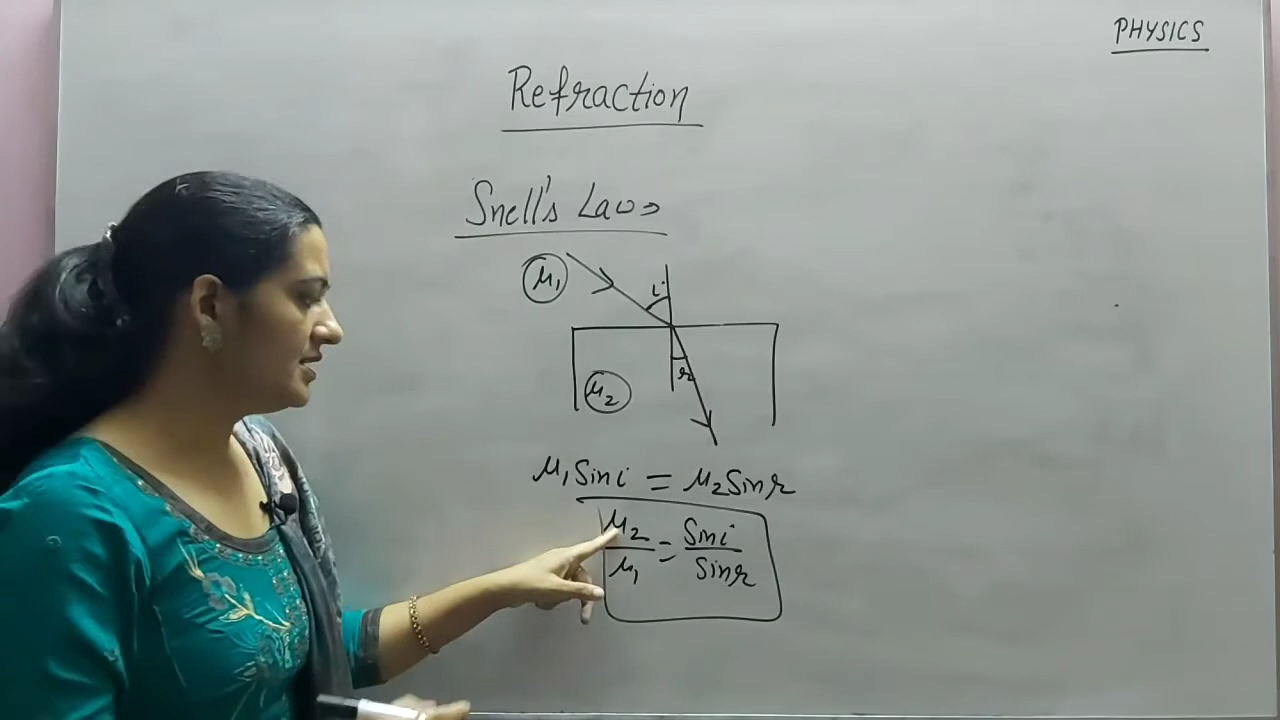 PHYSICS
Refraction
Snell's Law
μ1
i
r
μ2
μ1 Sin i = μ2 Sin r
μ2/μ1 = Sin i/Sin r